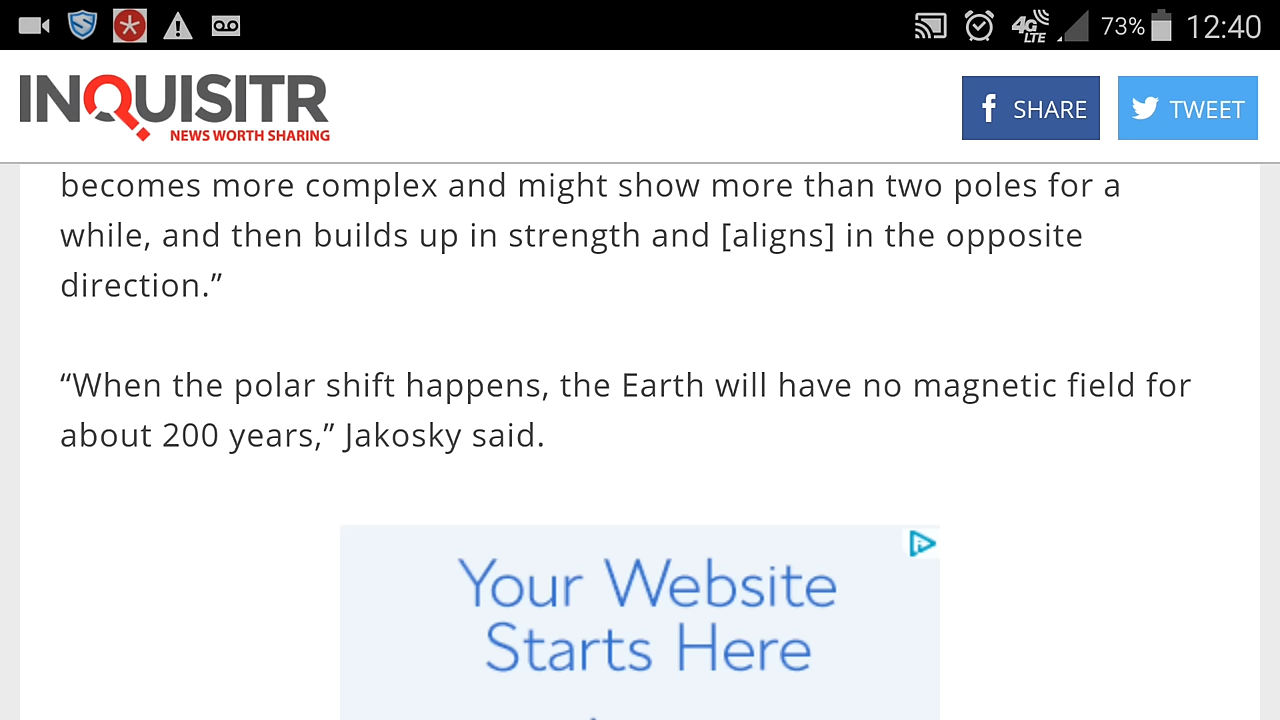 4G LTE 73% 12:40
INQUISITR
NEWS WORTH SHARING
f SHARE
TWEET
becomes more complex and might show more than two poles for a
while, and then builds up in strength and [aligns] in the opposite
direction.”
“When the polar shift happens, the Earth will have no magnetic field for
about 200 years,” Jakosky said.
Your Website
Starts Here